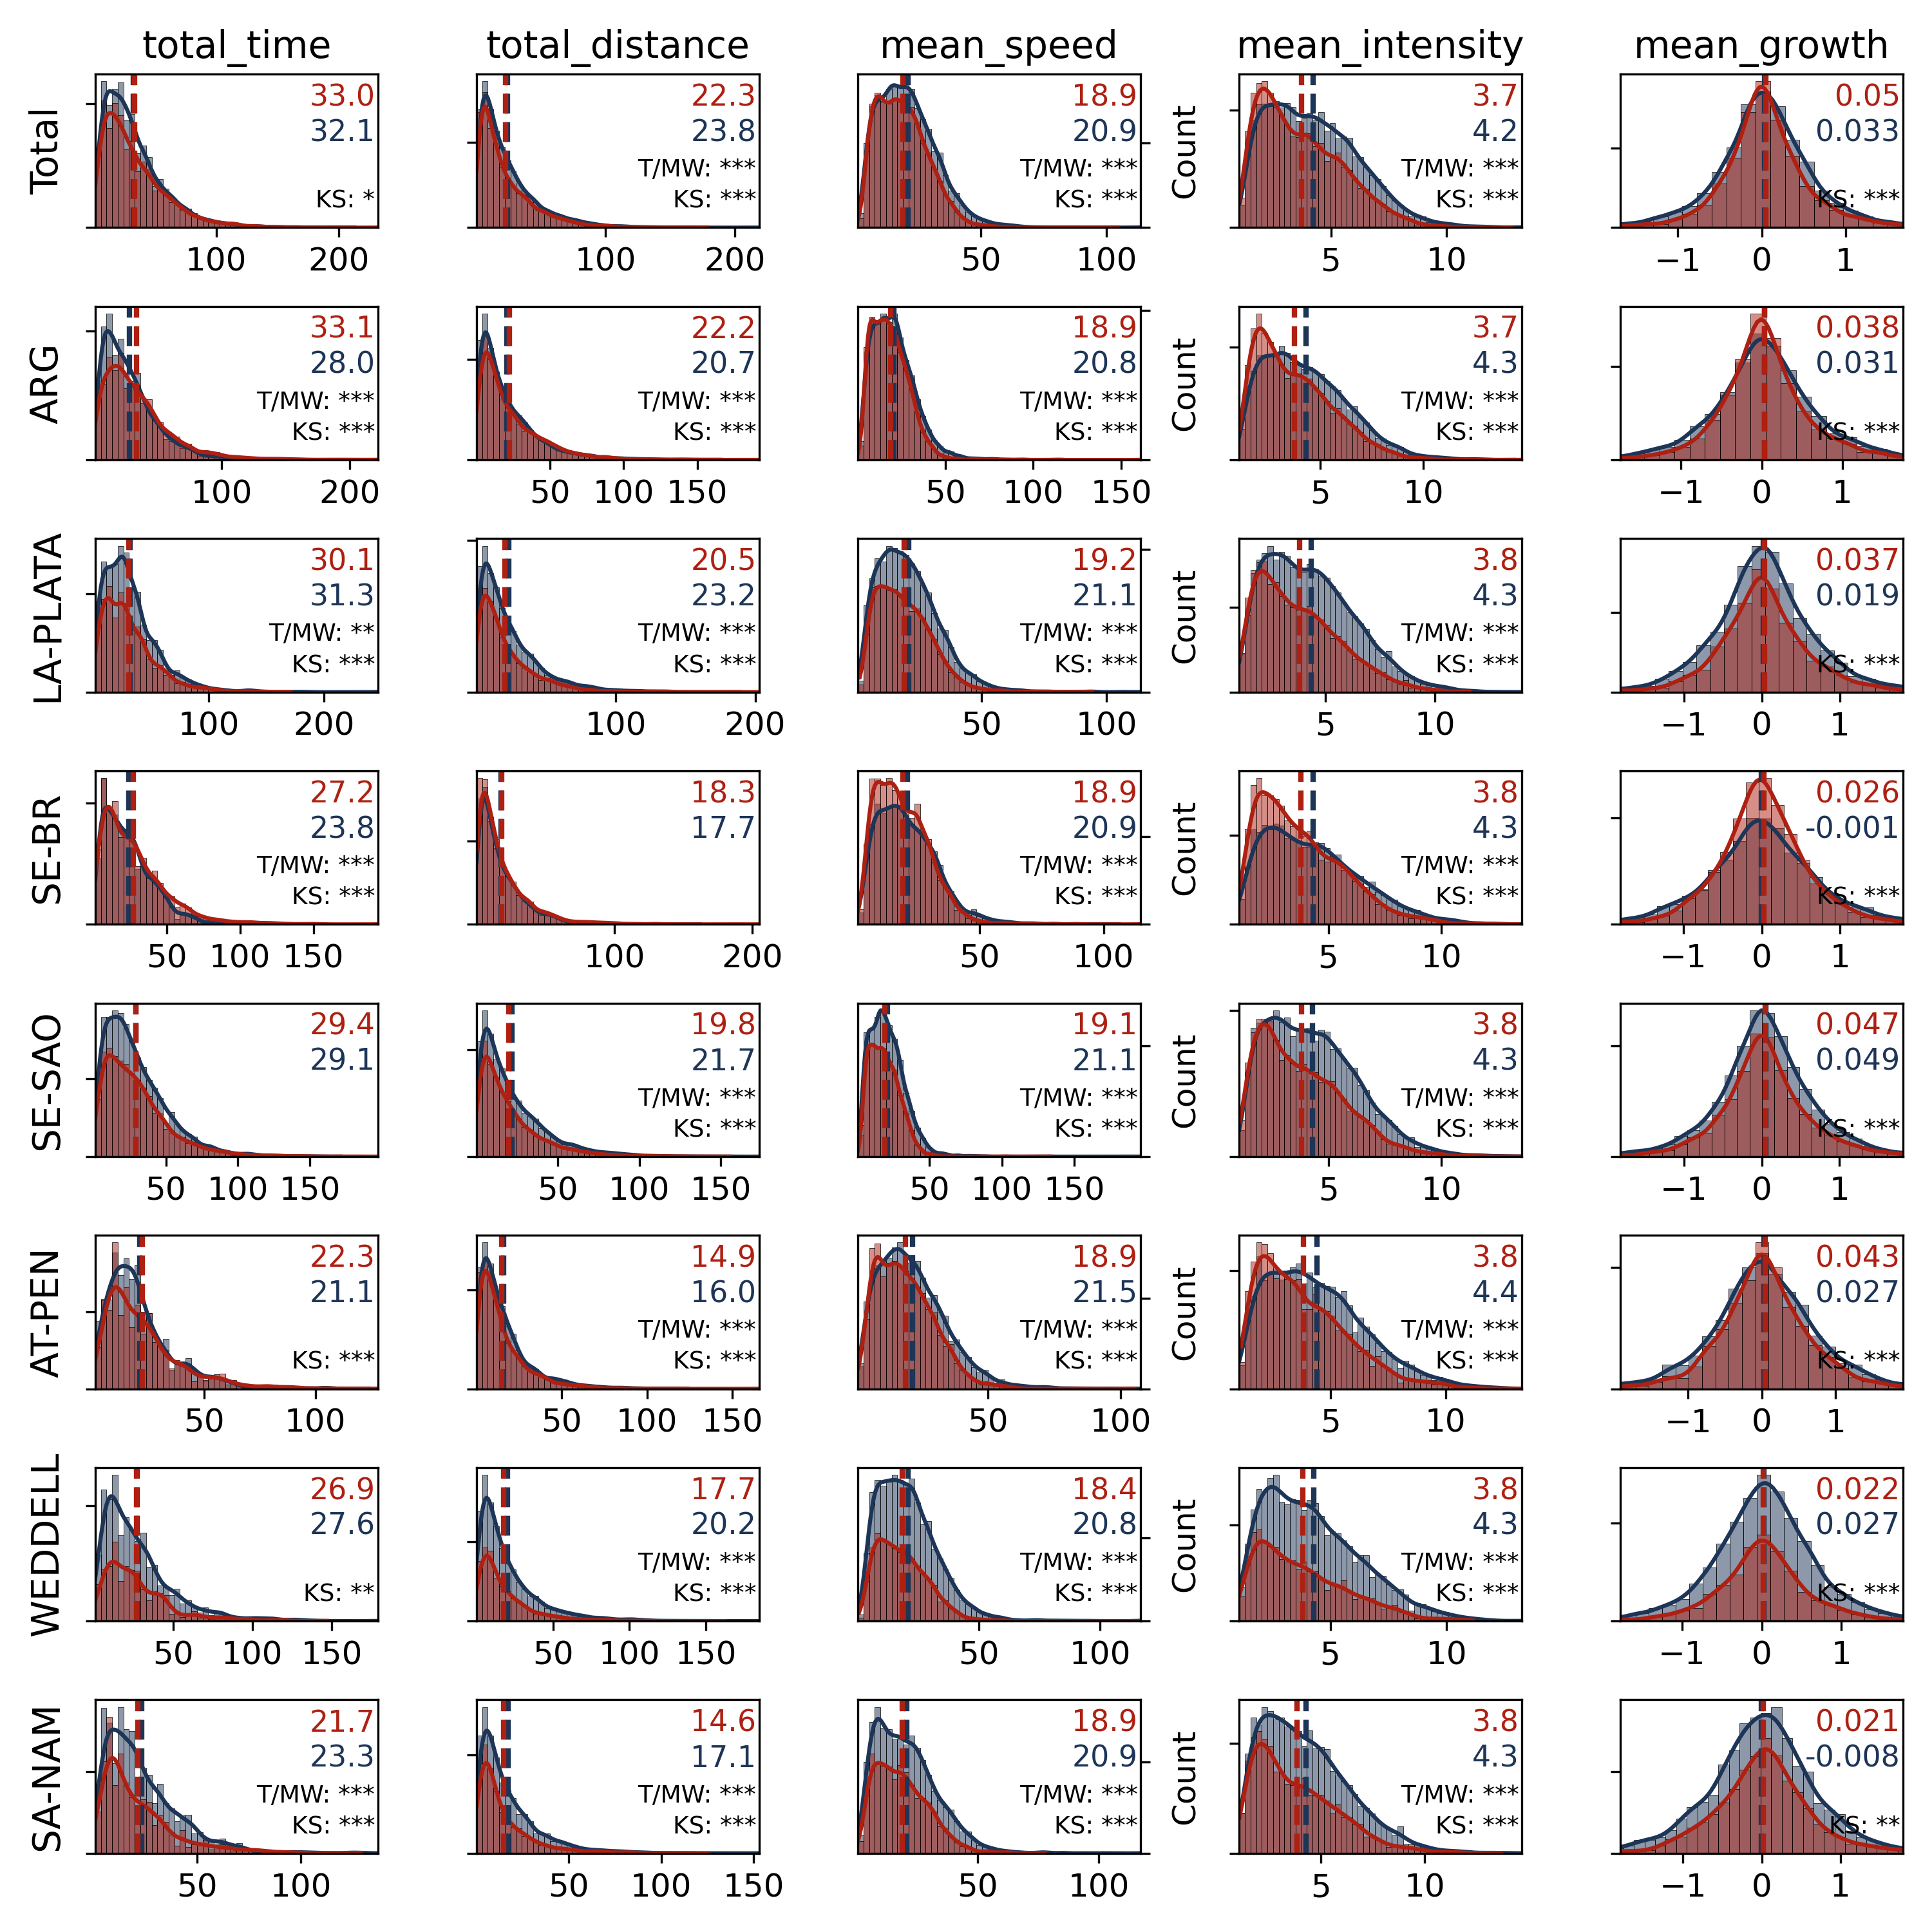 total_time total_distance mean_speed mean_intensity mean_growth
Total
33.0
32.1
KS: *
100 200
22.3
23.8
T/MW: ***
KS: ***
100 200
18.9
20.9
T/MW: ***
KS: ***
50 100
Count
3.7
4.2
T/MW: ***
KS: ***
5 10
0.05
0.033
KS: ***
−1 0 1
ARG
33.1
28.0
T/MW: ***
KS: ***
100 200
22.2
20.7
T/MW: ***
KS: ***
50 100 150
18.9
20.8
T/MW: ***
KS: ***
50 100 150
Count
3.7
4.3
T/MW: ***
KS: ***
5 10
0.038
0.031
KS: ***
−1 0 1
LA-PLATA
30.1
31.3
T/MW: **
KS: ***
100 200
20.5
23.2
T/MW: ***
KS: ***
100 200
19.2
21.1
T/MW: ***
KS: ***
50 100
Count
3.8
4.3
T/MW: ***
KS: ***
5 10
0.037
0.019
KS: ***
−1 0 1
SE-BR
27.2
23.8
T/MW: ***
KS: ***
50 100 150
18.3
17.7
100 200
18.9
20.9
T/MW: ***
KS: ***
50 100
Count
3.8
4.3
T/MW: ***
KS: ***
5 10
0.026
-0.001
KS: ***
−1 0 1
SE-SAO
29.4
29.1
50 100 150
19.8
21.7
T/MW: ***
KS: ***
50 100 150
19.1
21.1
T/MW: ***
KS: ***
50 100 150
Count
3.8
4.3
T/MW: ***
KS: ***
5 10
0.047
0.049
KS: ***
−1 0 1
AT-PEN
22.3
21.1
KS: ***
50 100
14.9
16.0
T/MW: ***
KS: ***
50 100 150
18.9
21.5
T/MW: ***
KS: ***
50 100
Count
3.8
4.4
T/MW: ***
KS: ***
5 10
0.043
0.027
KS: ***
−1 0 1
WEDDELL
26.9
27.6
KS: **
50 100 150
17.7
20.2
T/MW: ***
KS: ***
50 100 150
18.4
20.8
T/MW: ***
KS: ***
50 100
Count
3.8
4.3
T/MW: ***
KS: ***
5 10
0.022
0.027
KS: ***
−1 0 1
SA-NAM
21.7
23.3
T/MW: ***
KS: ***
50 100
14.6
17.1
T/MW: ***
KS: ***
50 100 150
18.9
20.9
T/MW: ***
KS: ***
50 100
Count
3.8
4.3
T/MW: ***
KS: ***
5 10
0.021
-0.008
KS: **
−1 0 1